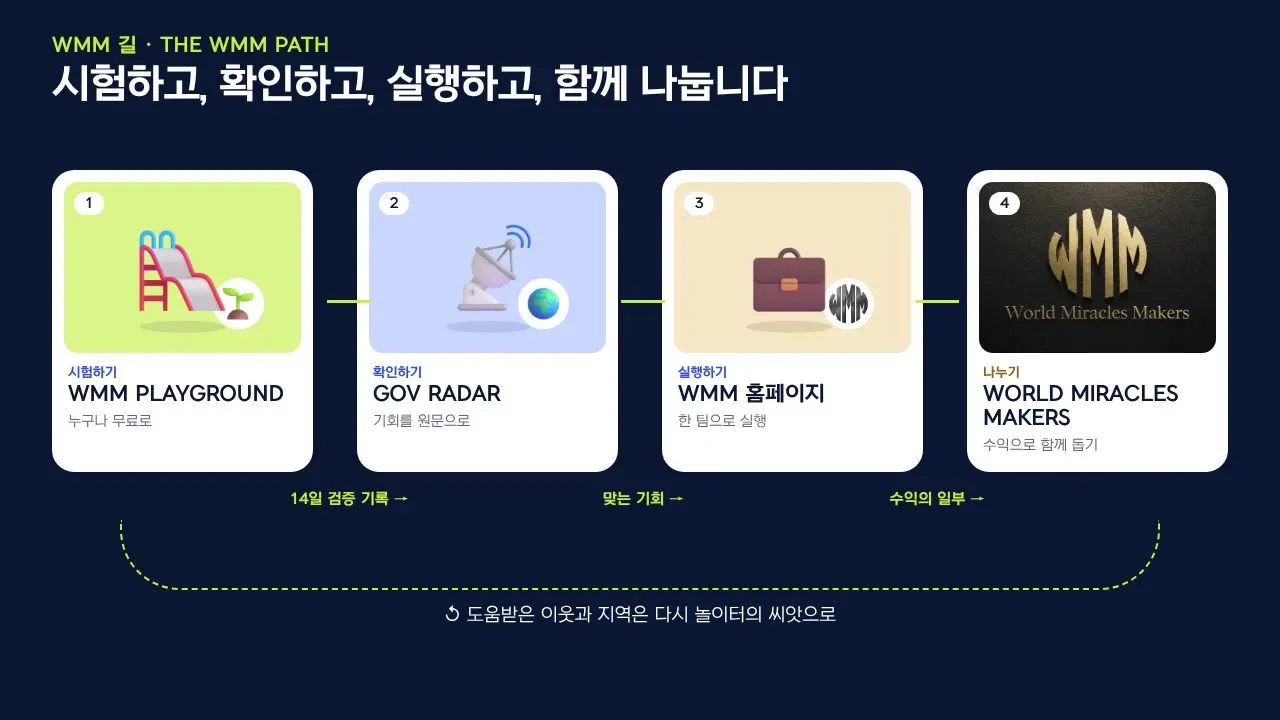 WMM 길 · THE WMM PATH
시험하고, 확인하고, 실행하고, 함께 나눕니다
1
시험하기
WMM PLAYGROUND
누구나 무료로
2
확인하기
GOV RADAR
기회를 원문으로
3
WMM
실행하기
WMM 홈페이지
한 팀으로 실행
4
WMM
World Miracles Makers
나누기
WORLD MIRACLES
MAKERS
수익으로 함께 돕기
14일 검증 기록 →
맞는 기회 →
수익의 일부 →
↺ 도움받은 이웃과 지역은 다시 놀이터의 씨앗으로